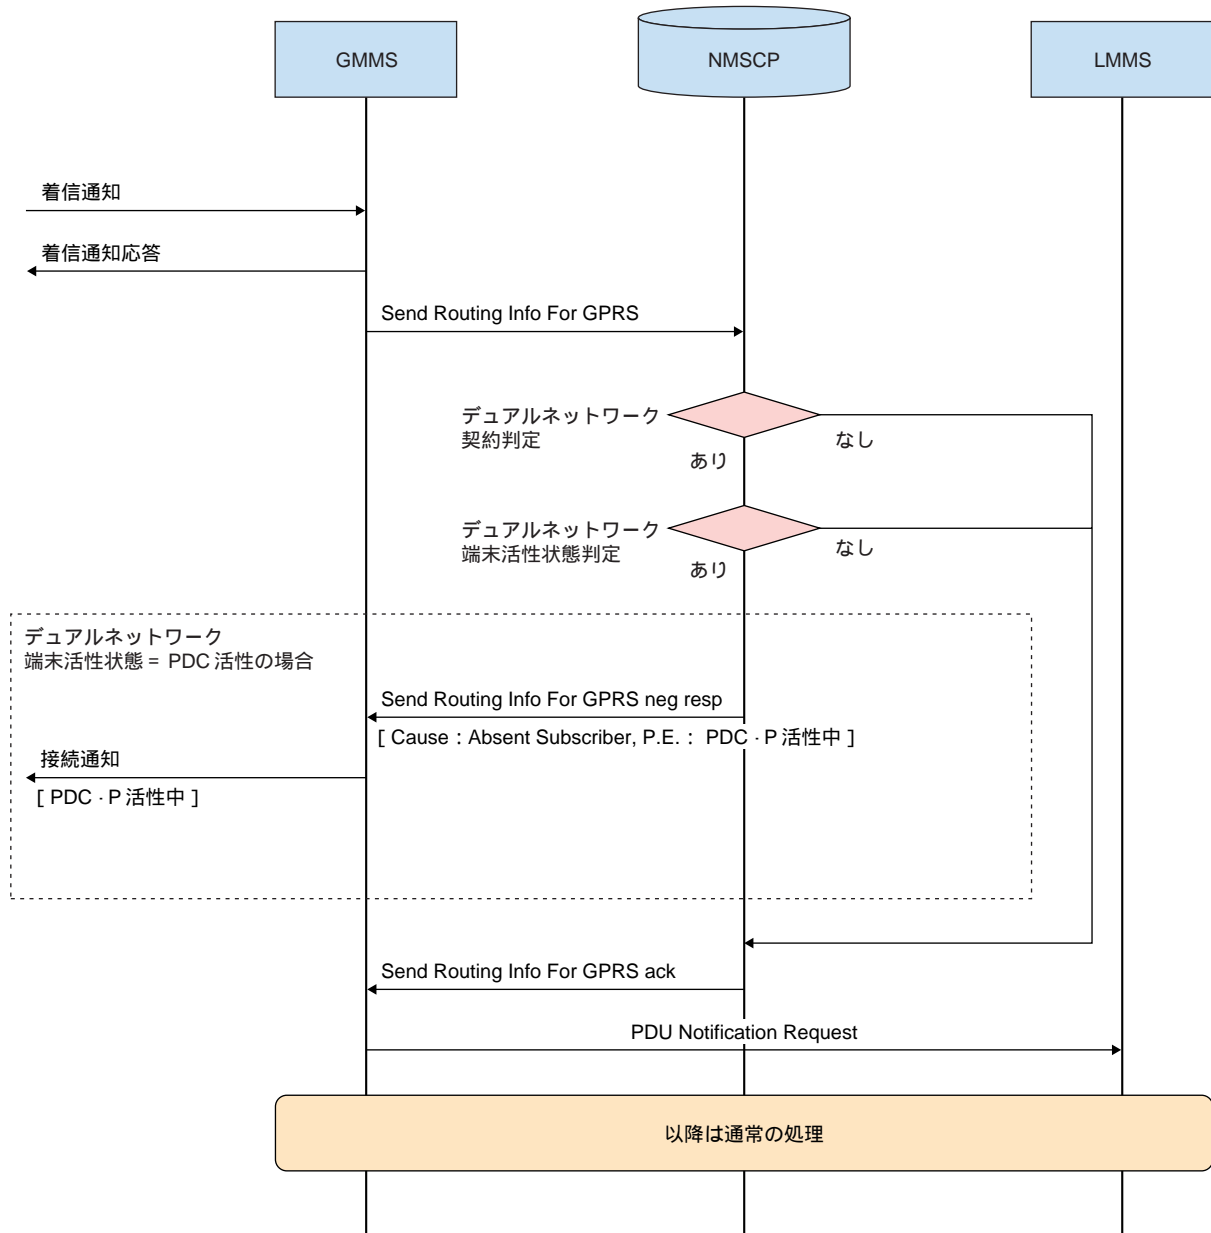 GMMS
NMSCP
LMMS
着信通知
着信通知応答
Send Routing Info For GPRS
デュアルネットワーク
契約判定
なし
あり
デュアルネットワーク
端末活性状態判定
なし
あり
デュアルネットワーク
端末活性状態 = PDC 活性の場合
Send Routing Info For GPRS neg resp
[ Cause : Absent Subscriber, P.E. : PDC · P 活性中 ]
接続通知
[ PDC · P 活性中 ]
Send Routing Info For GPRS ack
PDU Notification Request
以降は通常の処理